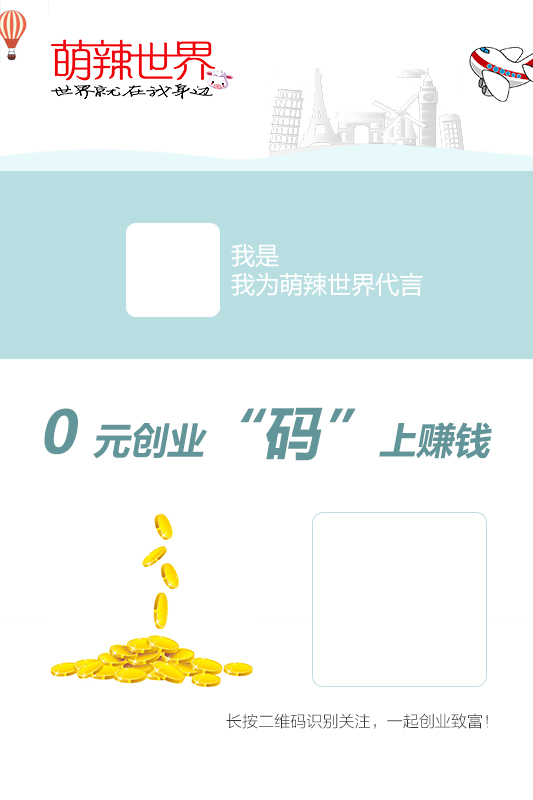 萌辣世界
世界就在我身边
我是
我为萌辣世界代言
0 元创业 “码” 上赚钱
长按二维码识别关注，一起创业致富！